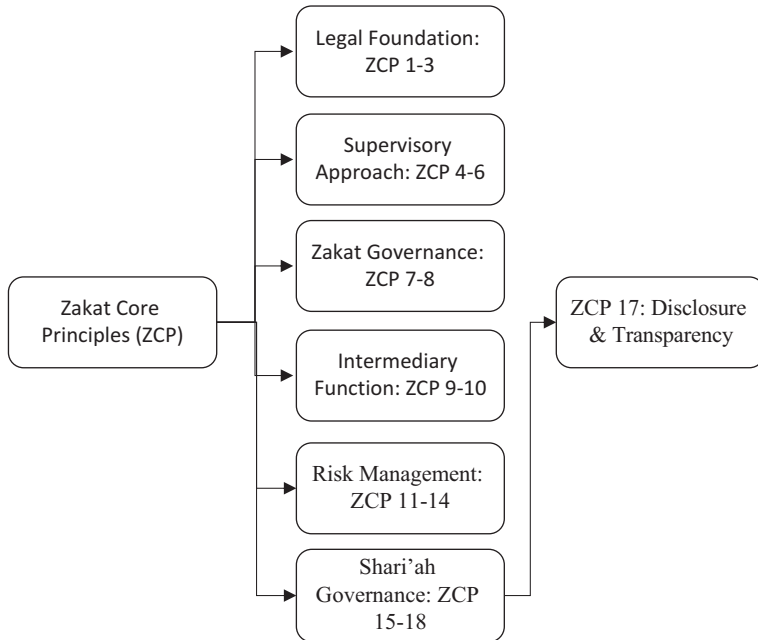 Legal Foundation:
ZCP 1-3
Supervisory
Approach: ZCP 4-6
Zakat Governance:
ZCP 7-8
Zakat Core
Principles (ZCP)
ZCP 17: Disclosure
& Transparency
Intermediary
Function: ZCP 9-10
Risk Management:
ZCP 11-14
Shari’ah
Governance: ZCP
15-18